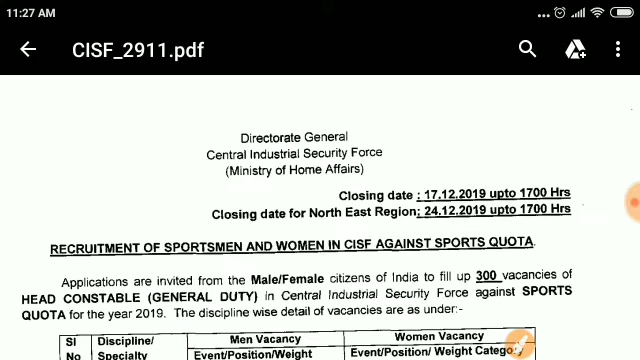 11:27 AM
CISF_2911.pdf
Directorate General
Central Industrial Security Force
(Ministry of Home Affairs)
Closing date : 17.12.2019 upto 1700 Hrs
Closing date for North East Region: 24.12.2019 upto 1700 Hrs
RECRUITMENT OF SPORTSMEN AND WOMEN IN CISF AGAINST SPORTS QUOTA.
Applications are invited from the Male/Female citizens of India to fill up 300 vacancies of
HEAD CONSTABLE (GENERAL DUTY) in Central Industrial Security Force against SPORTS
QUOTA for the year 2019. The discipline wise detail of vacancies are as under:-
Sl Discipline/ Men Vacancy Women Vacancy
No Specialty Event/Position/Weight Event/Position/ Weight Category